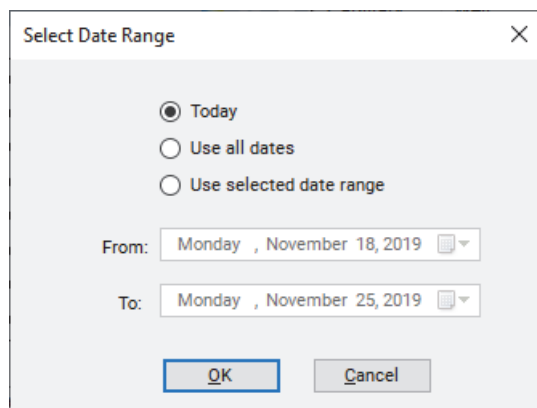 Select Date Range
Today
Use all dates
Use selected date range
From: Monday , November 18, 2019
To: Monday , November 25, 2019
OK Cancel